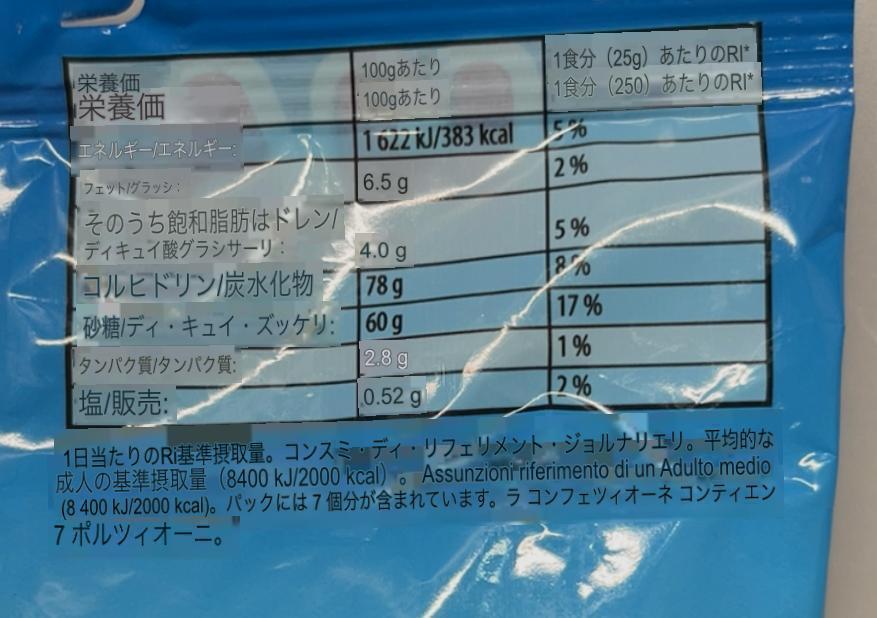 栄養価
栄養価
100gあたり
100gあたり
1食分（25g）あたりのRI*
1食分（250）あたりのRI*
エネルギー/エネルギー:
1 622 kJ/383 kcal
5 %
フェット/グラッシ:
6.5 g
2 %
そのうち飽和脂肪はドレン/
ディキュイ酸グラシサーリ:
4.0 g
5 %
コルヒドリン/炭水化物
78 g
8 %
砂糖/ディ・キュイ・ズッケリ:
60 g
17 %
タンパク質/タンパク質:
2.8 g
1 %
塩/販売:
0.52 g
2 %
1日当たりのRi基準摂取量。コンスミ・ディ・リフェリメント・ジョルナリエリ。平均的な
成人の基準摂取量（8400 kJ/2000 kcal）。Assunzioni riferimento di un Adulto medio
(8 400 kJ/2000 kcal)。パックには7個分が含まれています。ラ コンフェツィオーネ コンティエン
7 ポルツィオーニ。